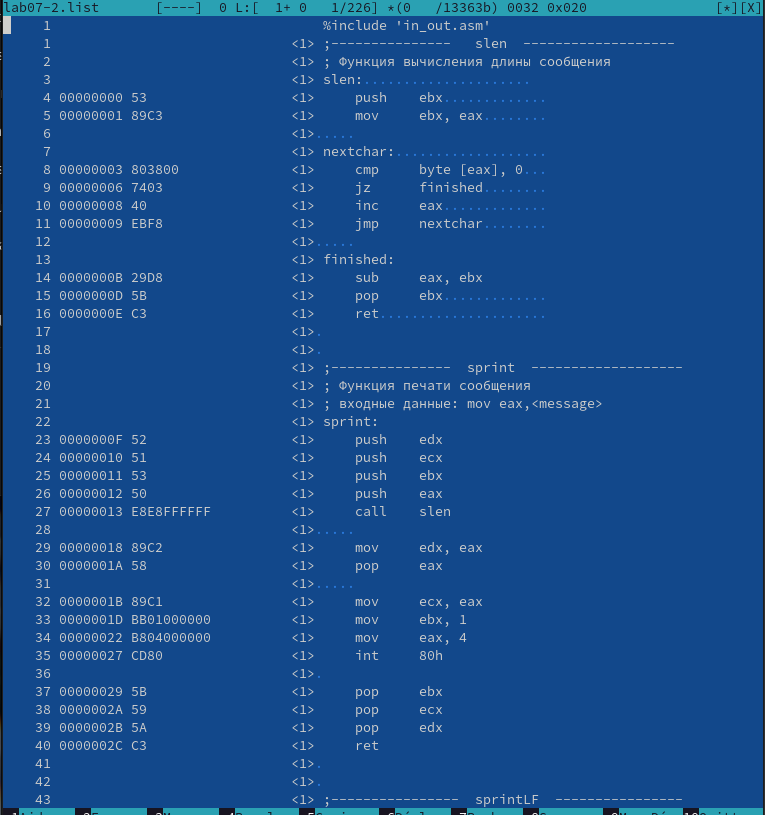 lab07-2.list [----] 0 L:[ 1+ 0 1/226] *(0 /13363b) 0032 0x020 [*][X]
1 %include 'in_out.asm'
1 <1> ;--------------- slen -------------------
2 <1> ; Функция вычисления длины сообщения
3 <1> slen:.....................
4 00000000 53 <1> push ebx.............
5 00000001 89C3 <1> mov ebx, eax........
6 <1>.....
7 <1> nextchar:...................
8 00000003 803800 <1> cmp byte [eax], 0...
9 00000006 7403 <1> jz finished........
10 00000008 40 <1> inc eax.............
11 00000009 EBF8 <1> jmp nextchar........
12 <1>.....
13 <1> finished:
14 0000000B 29D8 <1> sub eax, ebx
15 0000000D 5B <1> pop ebx.............
16 0000000E C3 <1> ret.....................
17 <1>.
18 <1>.
19 <1> ;--------------- sprint -------------------
20 <1> ; Функция печати сообщения
21 <1> ; входные данные: mov eax,<message>
22 <1> sprint:
23 0000000F 52 <1> push edx
24 00000010 51 <1> push ecx
25 00000011 53 <1> push ebx
26 00000012 50 <1> push eax
27 00000013 E8E8FFFFFF <1> call slen
28 <1>.....
29 00000018 89C2 <1> mov edx, eax
30 0000001A 58 <1> pop eax
31 <1>.....
32 0000001B 89C1 <1> mov ecx, eax
33 0000001D BB01000000 <1> mov ebx, 1
34 00000022 B804000000 <1> mov eax, 4
35 00000027 CD80 <1> int 80h
36 <1>.
37 00000029 5B <1> pop ebx
38 0000002A 59 <1> pop ecx
39 0000002B 5A <1> pop edx
40 0000002C C3 <1> ret
41 <1>.
42 <1>.
43 <1> ;---------------- sprintLF ----------------